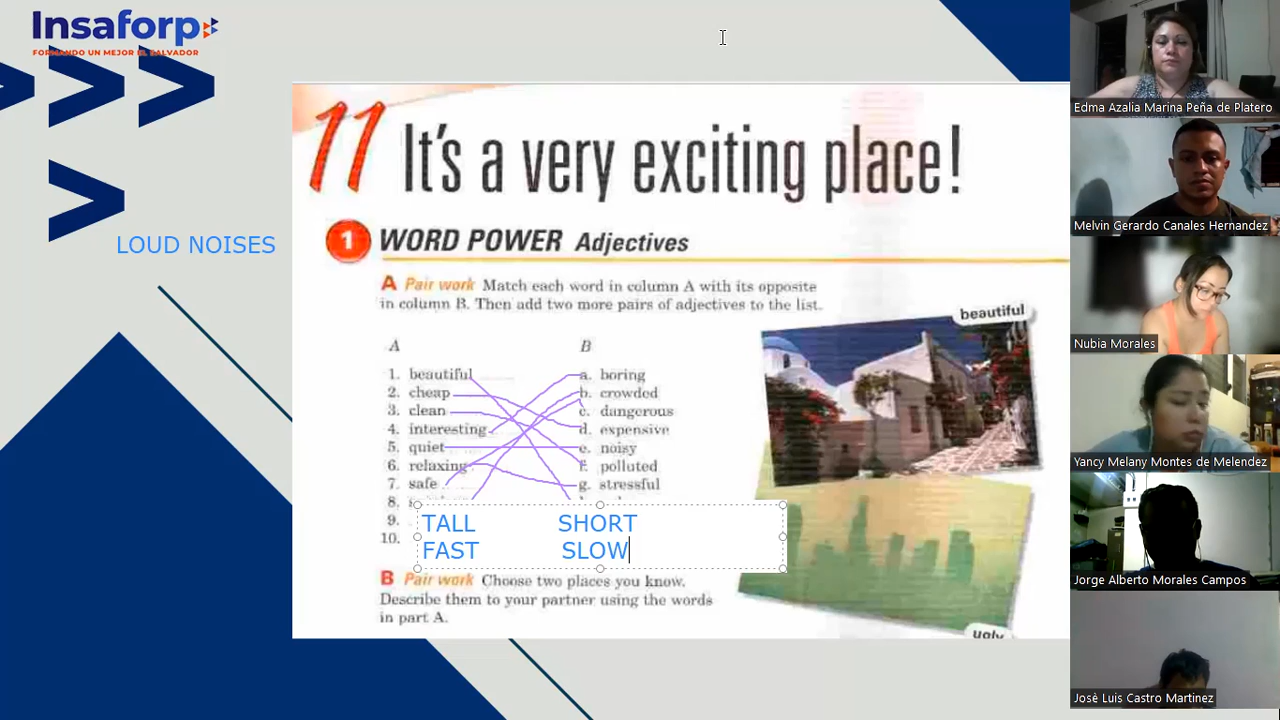 Insaforp
FORMANDO UN MEJOR EL SALVADOR
LOUD NOISES
11 It's a very exciting place!
1 WORD POWER Adjectives
A Pair work Match each word in column A with its opposite
in column B. Then add two more pairs of adjectives to the list.
beautiful
A B
1. beautiful a. boring
2. cheap b. crowded
3. clean c. dangerous
4. interesting d. expensive
5. quiet e. noisy
6. relaxing f. polluted
7. safe g. stressful
8.
9. TALL SHORT
10. FAST SLOW
B Pair work Choose two places you know.
Describe them to your partner using the words
in part A.
ugly
Edma Azalia Marina Peña de Platero
Melvin Gerardo Canales Hernandez
Nubia Morales
Yancy Melany Montes de Melendez
Jorge Alberto Morales Campos
Josè Luis Castro Martinez